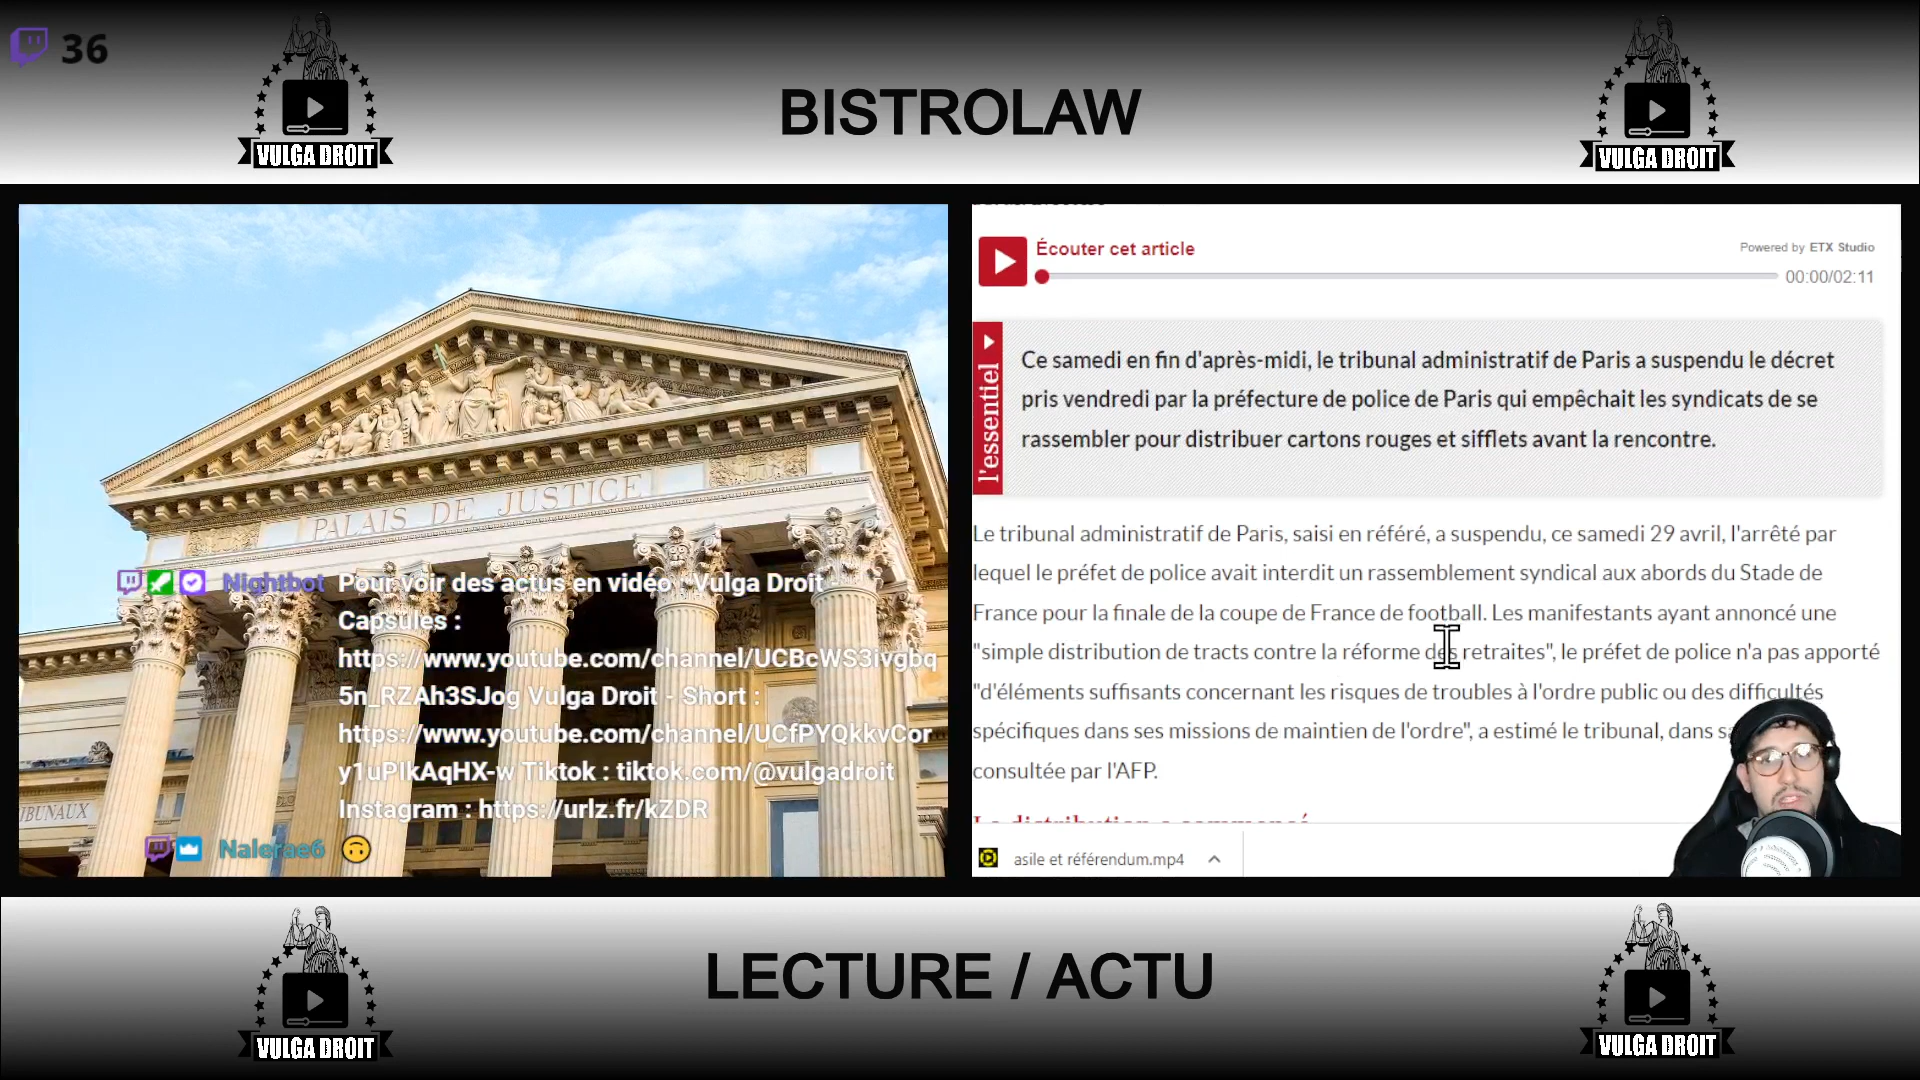 36
BISTROLAW
VULGA DROIT
VULGA DROIT
PALAIS DE JUSTICE
Nightbot Pour voir des actus en vidéo : Vulga Droit -
Capsules :
https://www.youtube.com/channel/UCBcWS3ivgbq
5n_RZAh3SJog Vulga Droit - Short :
https://www.youtube.com/channel/UCfPYQkkvCor
y1uPIkAqHX-w Tiktok : tiktok.com/@vulgadroit
Instagram : https://urlz.fr/kZDR
BUNAUX
Nalerae6 🙃
Écouter cet article
Powered by ETX Studio
00:00/02:11
l'essentiel
Ce samedi en fin d'après-midi, le tribunal administratif de Paris a suspendu le décret
pris vendredi par la préfecture de police de Paris qui empêchait les syndicats de se
rassembler pour distribuer cartons rouges et sifflets avant la rencontre.
Le tribunal administratif de Paris, saisi en référé, a suspendu, ce samedi 29 avril, l'arrêté par
lequel le préfet de police avait interdit un rassemblement syndical aux abords du Stade de
France pour la finale de la coupe de France de football. Les manifestants ayant annoncé une
"simple distribution de tracts contre la réforme des retraites", le préfet de police n'a pas apporté
"d'éléments suffisants concernant les risques de troubles à l'ordre public ou des difficultés
spécifiques dans ses missions de maintien de l'ordre", a estimé le tribunal, dans
consultée par l'AFP.
La distribution a commencé
asile et référendum.mp4
LECTURE / ACTU
VULGA DROIT
VULGA DROIT